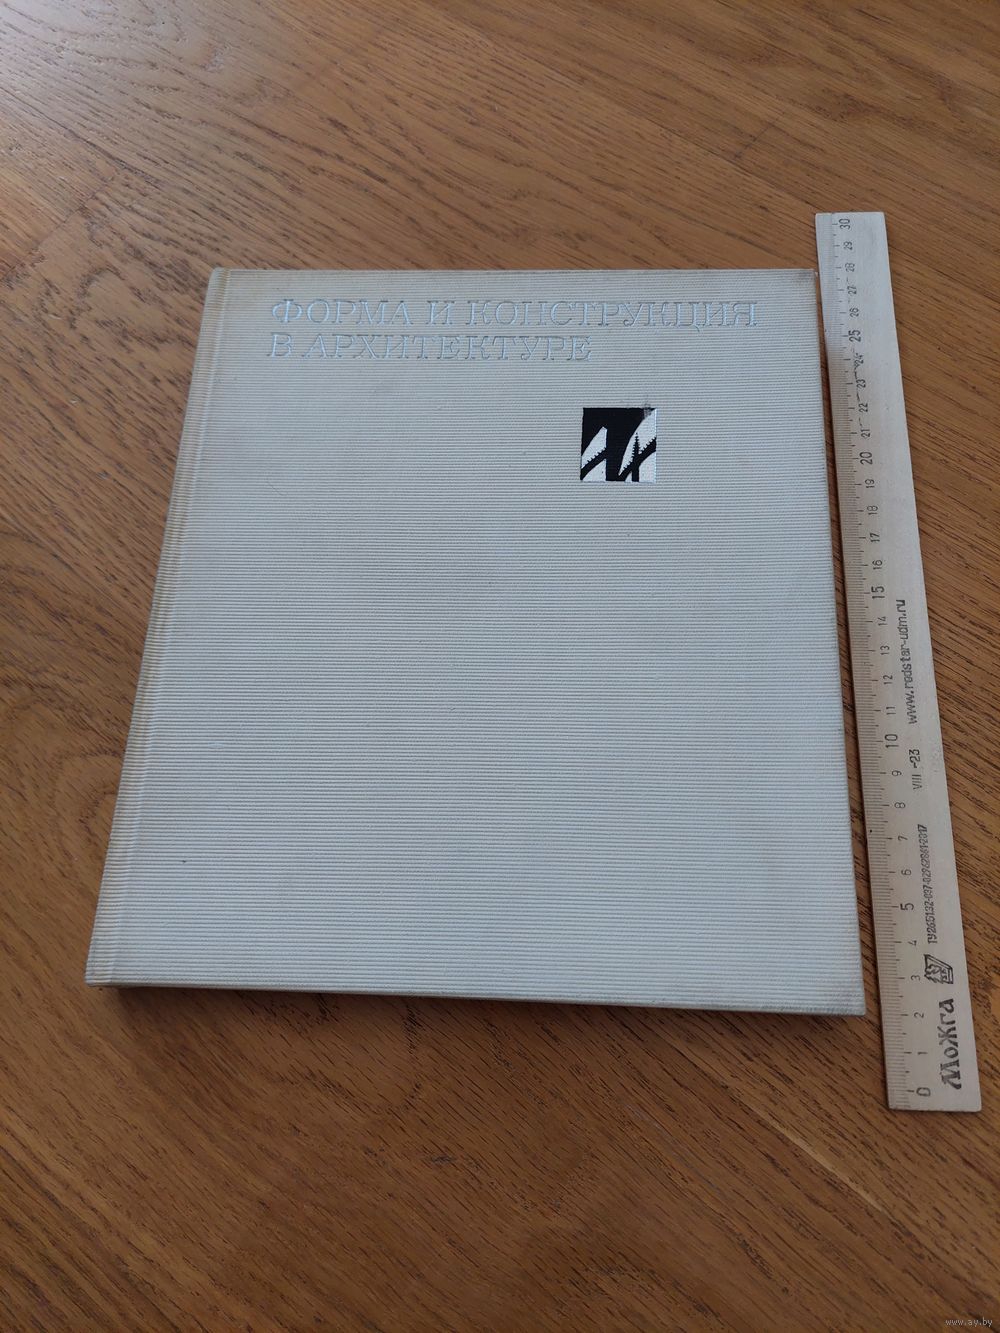 ФОРМА И КОНСТРУКЦИЯ
В АРХИТЕКТУРЕ
0 1 2 3 4 5 6 7 8 9 10 11 12 13 14 15 16 17 18 19 20 21 22 23 24 25 26 27 28 29 30
МоЖга
VIII -23 www.redstar-udm.ru
www.ay.by